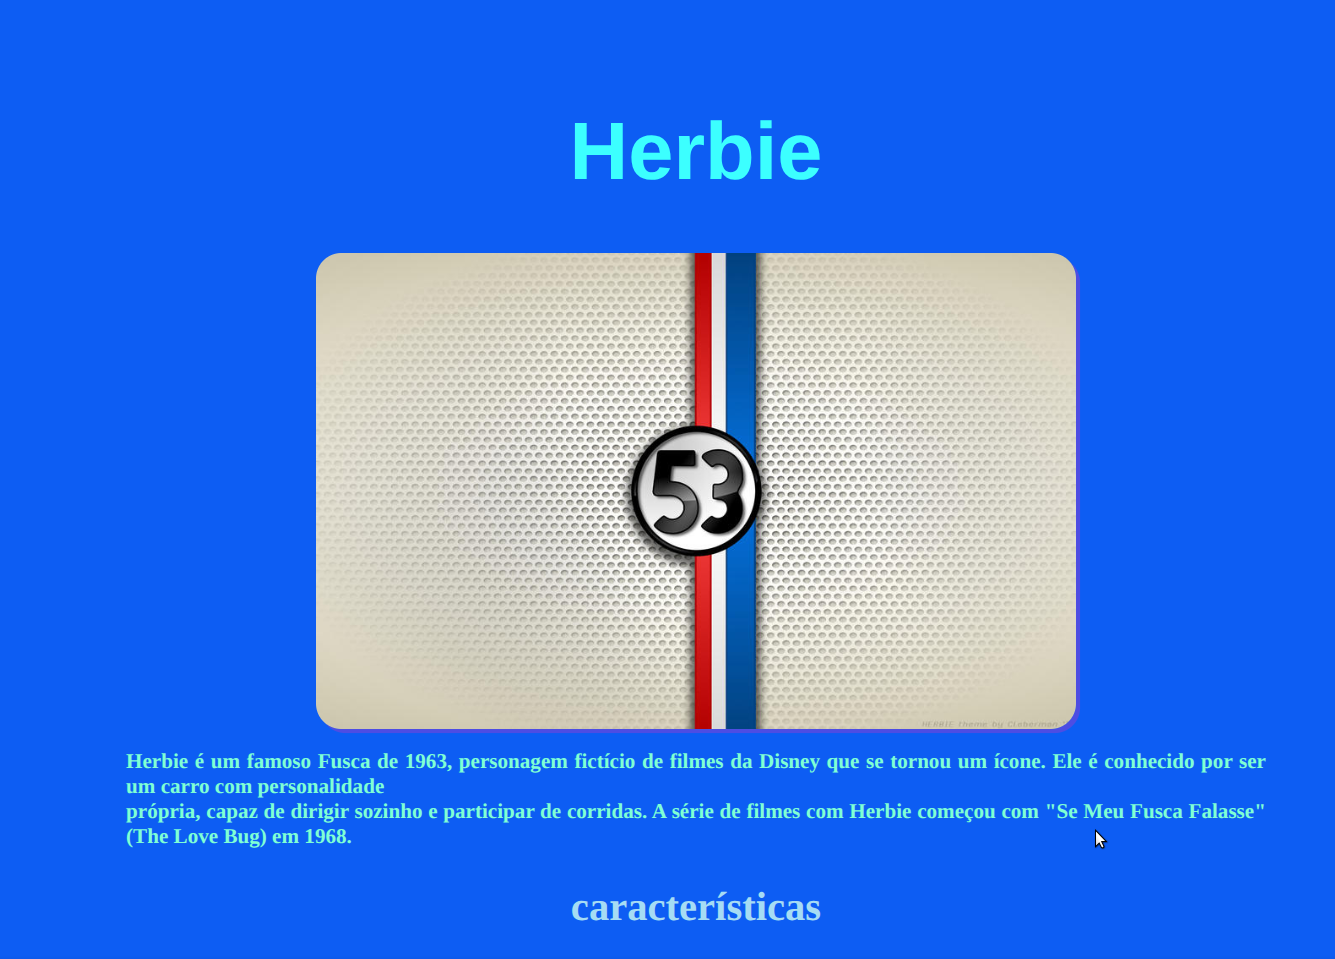 Herbie
53
HERBIE theme by Cloberman
Herbie é um famoso Fusca de 1963, personagem fictício de filmes da Disney que se tornou um ícone. Ele é conhecido por ser
um carro com personalidade
própria, capaz de dirigir sozinho e participar de corridas. A série de filmes com Herbie começou com "Se Meu Fusca Falasse"
(The Love Bug) em 1968.
características